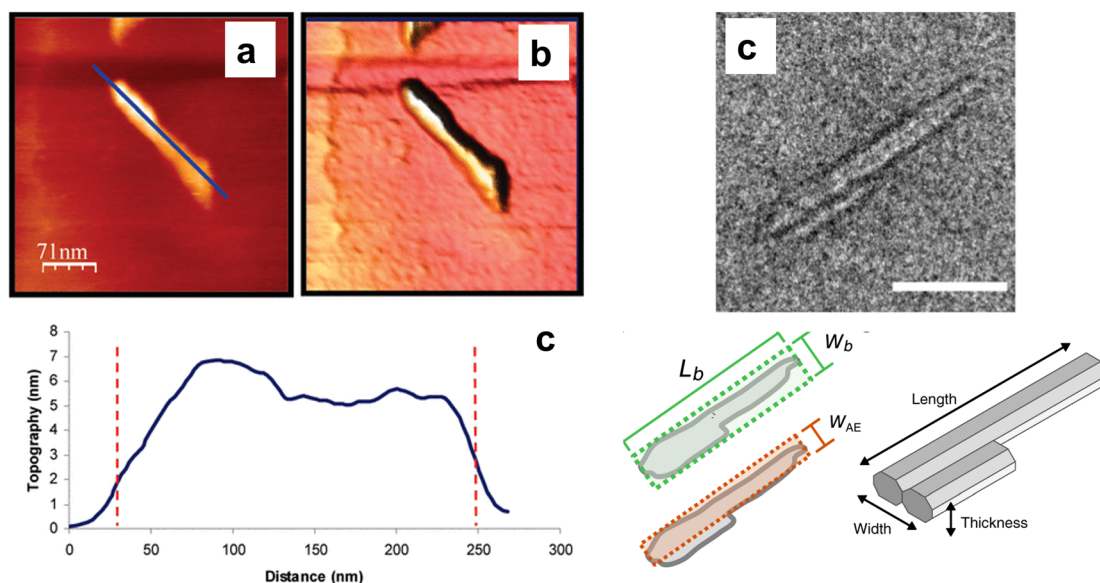 a
b
c
71nm
c
8
7
6
5
4
3
2
1
0
Topography (nm)
0 50 100 150 200 250 300
Distance (nm)
L_b
w_b
w_AE
Length
Width
Thickness